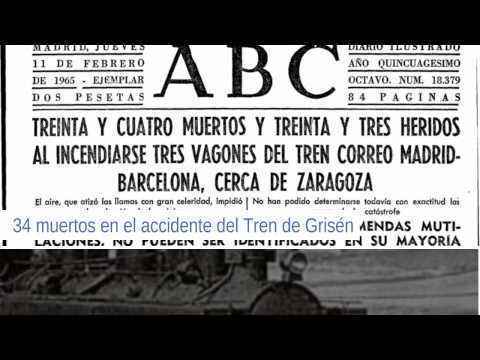 MADRID, JUEVES
11 DE FEBRERO
DE 1965 - EJEMPLAR
DOS PESETAS
ABC
DIARIO ILUSTRADO
AÑO QUINCUAGESIMO
OCTAVO. NUM. 18.379
84 PAGINAS
TREINTA Y CUATRO MUERTOS Y TREINTA Y TRES HERIDOS
AL INCENDIARSE TRES VAGONES DEL TREN CORREO MADRID-
BARCELONA, CERCA DE ZARAGOZA
El aire, que atizó las llamas con gran celeridad, impidió
No han podido determinarse todavía con exactitud las
catástrofe
34 muertos en el accidente del Tren de Grisén
MENDAS MUTI-
LACIONES, NO PUEDEN SER IDENTIFICADOS EN SU MAYORÍA